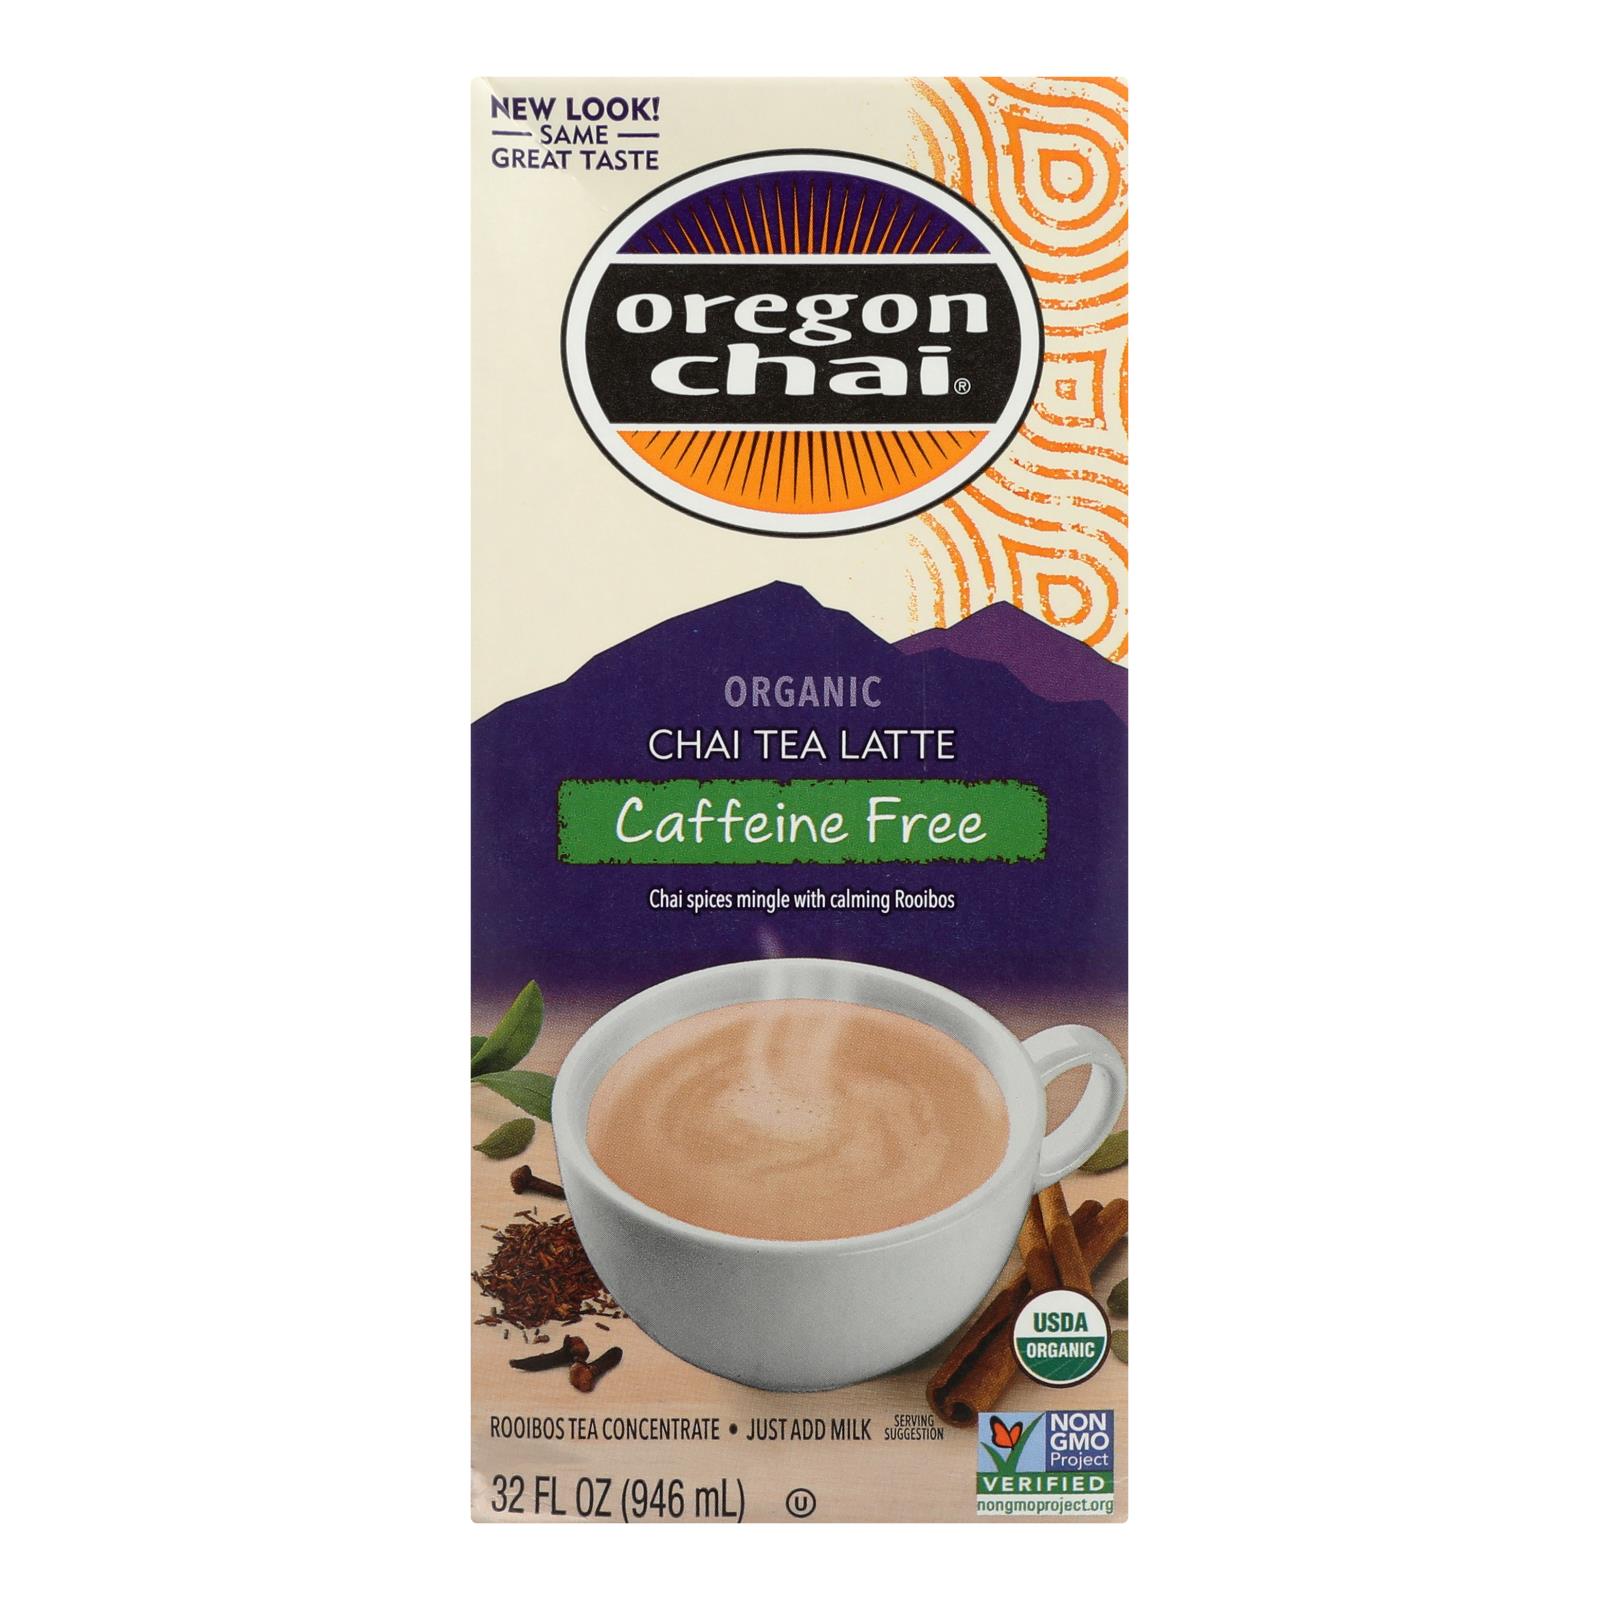 NEW LOOK!
SAME
GREAT TASTE
oregon
chai®
ORGANIC
CHAI TEA LATTE
Caffeine Free
Chai spices mingle with calming Rooibos
USDA
ORGANIC
ROOIBOS TEA CONCENTRATE • JUST ADD MILK
SERVING
SUGGESTION
NON
GMO
Project
VERIFIED
nongmoproject.org
32 FL OZ (946 mL)
U